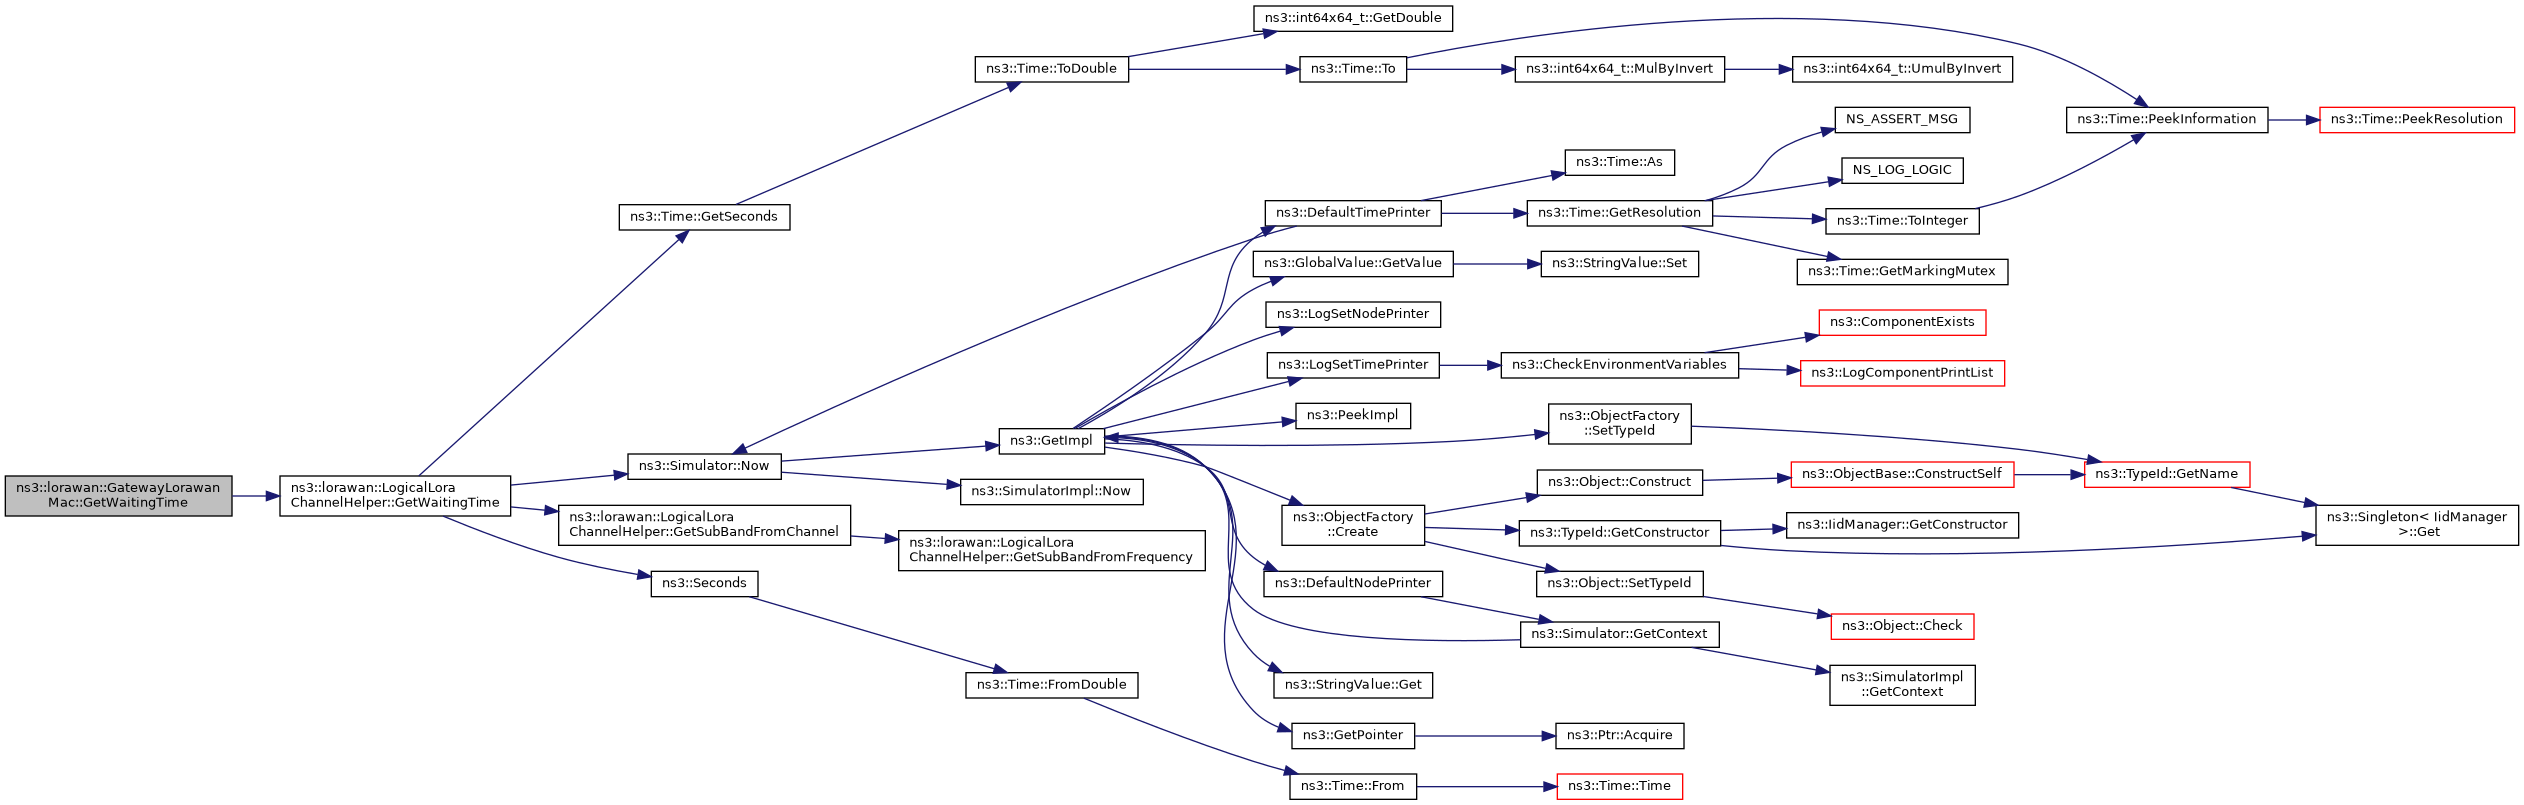 ns3::lorawan::GatewayLorawan
Mac::GetWaitingTime
ns3::lorawan::LogicalLora
ChannelHelper::GetWaitingTime
ns3::Time::GetSeconds
ns3::Simulator::Now
ns3::lorawan::LogicalLora
ChannelHelper::GetSubBandFromChannel
ns3::Seconds
ns3::Time::ToDouble
ns3::GetImpl
ns3::SimulatorImpl::Now
ns3::lorawan::LogicalLora
ChannelHelper::GetSubBandFromFrequency
ns3::Time::FromDouble
ns3::int64x64_t::GetDouble
ns3::Time::To
ns3::DefaultTimePrinter
ns3::GlobalValue::GetValue
ns3::LogSetNodePrinter
ns3::LogSetTimePrinter
ns3::PeekImpl
ns3::ObjectFactory
::Create
ns3::DefaultNodePrinter
ns3::StringValue::Get
ns3::GetPointer
ns3::Time::From
ns3::int64x64_t::MulByInvert
ns3::Time::As
ns3::Time::GetResolution
ns3::StringValue::Set
ns3::CheckEnvironmentVariables
ns3::ObjectFactory
::SetTypeId
ns3::Object::Construct
ns3::TypeId::GetConstructor
ns3::Object::SetTypeId
ns3::Simulator::GetContext
ns3::Ptr::Acquire
ns3::Time::Time
ns3::int64x64_t::UmulByInvert
NS_ASSERT_MSG
NS_LOG_LOGIC
ns3::Time::ToInteger
ns3::Time::GetMarkingMutex
ns3::ComponentExists
ns3::LogComponentPrintList
ns3::ObjectBase::ConstructSelf
ns3::IidManager::GetConstructor
ns3::Object::Check
ns3::SimulatorImpl
::GetContext
ns3::Time::PeekInformation
ns3::TypeId::GetName
ns3::Time::PeekResolution
ns3::Singleton< IidManager
>::Get